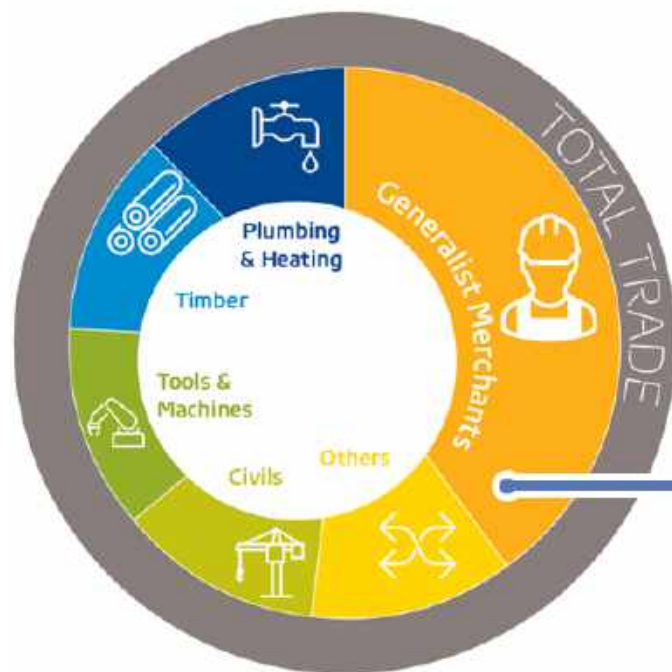 TOTAL TRADE
Generalist Merchants
Plumbing
& Heating
Timber
Tools &
Machines
Civils
Others